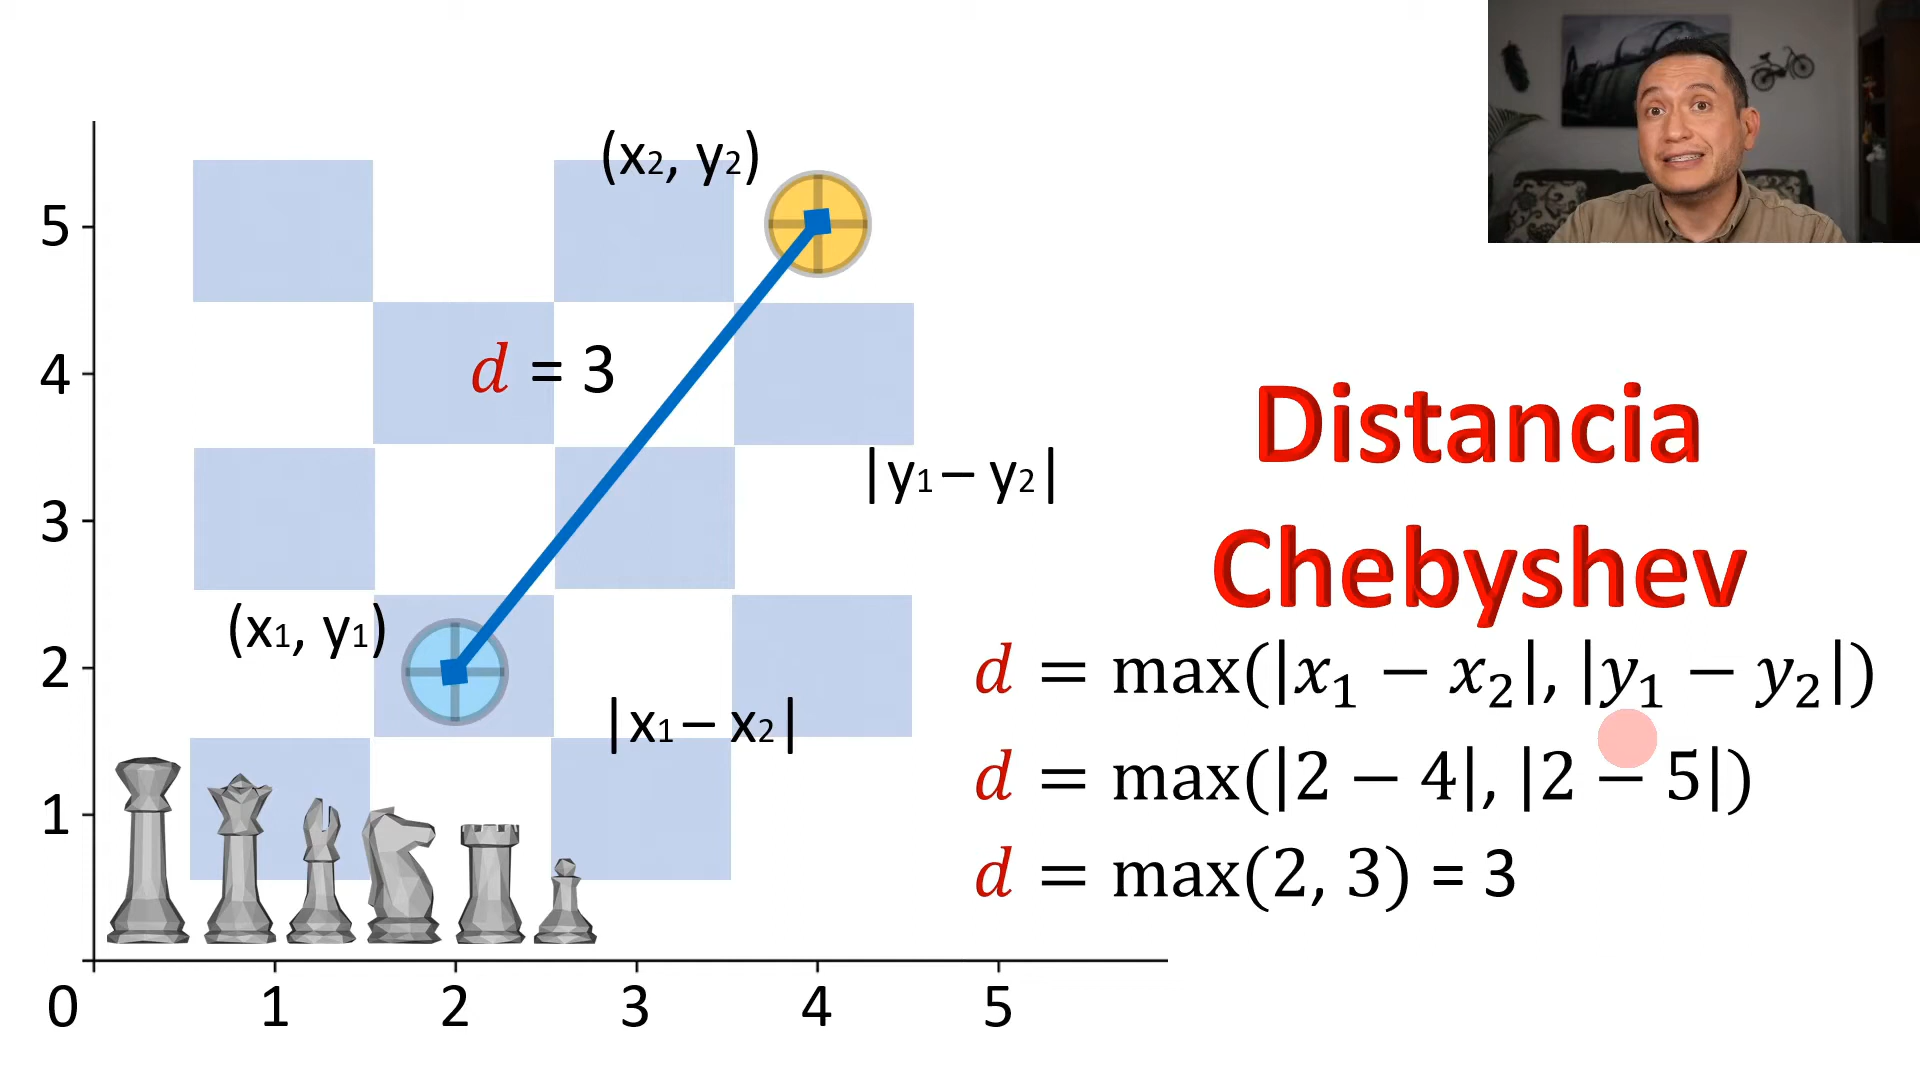 (x₂, y₂)
5
d = 3
4
|y₁ – y₂|
3
(x₁, y₁)
2
|x₁ – x₂|
1
0 1 2 3 4 5
Distancia
Chebyshev
d = max(|x₁ − x₂|, |y₁ − y₂|)
d = max(|2 − 4|, |2 − 5|)
d = max(2, 3) = 3